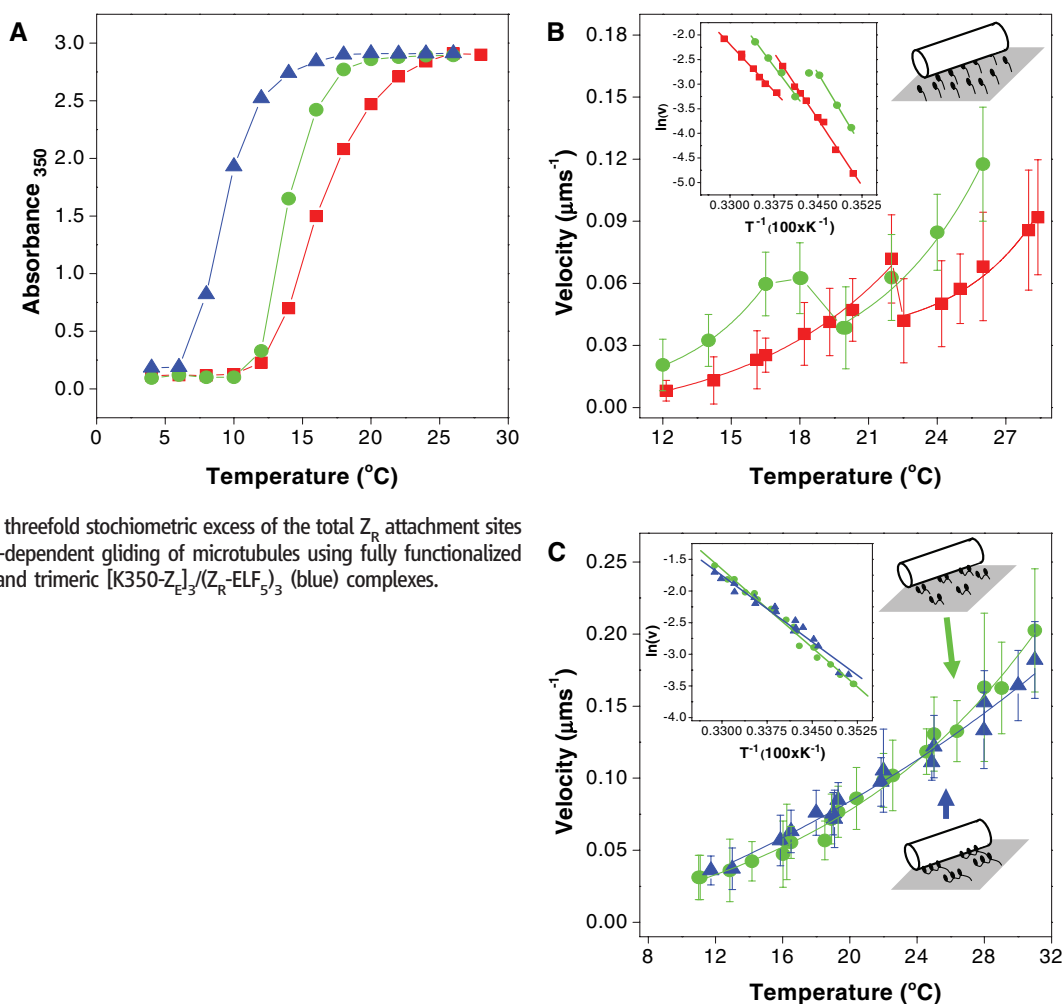 A
3.0
2.5
2.0
1.5
1.0
0.5
0.0
Absorbance 350
0 5 10 15 20 25 30
Temperature (°C)
threefold stochiometric excess of the total Z_R attachment sites
-dependent gliding of microtubules using fully functionalized
and trimeric [K350-Z_E]_3/(Z_R-ELF_5)_3 (blue) complexes.
B
0.18
0.15
0.12
0.09
0.06
0.03
0.00
Velocity (µms⁻¹)
12 15 18 21 24 27
Temperature (°C)
-2.0
-2.5
-3.0
-3.5
-4.0
-4.5
-5.0
ln(v)
0.3300 0.3375 0.3450 0.3525
T⁻¹(100xK⁻¹)
C
0.25
0.20
0.15
0.10
0.05
0.00
Velocity (µms⁻¹)
8 12 16 20 24 28 32
Temperature (°C)
-1.5
-2.0
-2.5
-3.0
-3.5
-4.0
ln(v)
0.3300 0.3375 0.3450 0.3525
T⁻¹(100xK⁻¹)